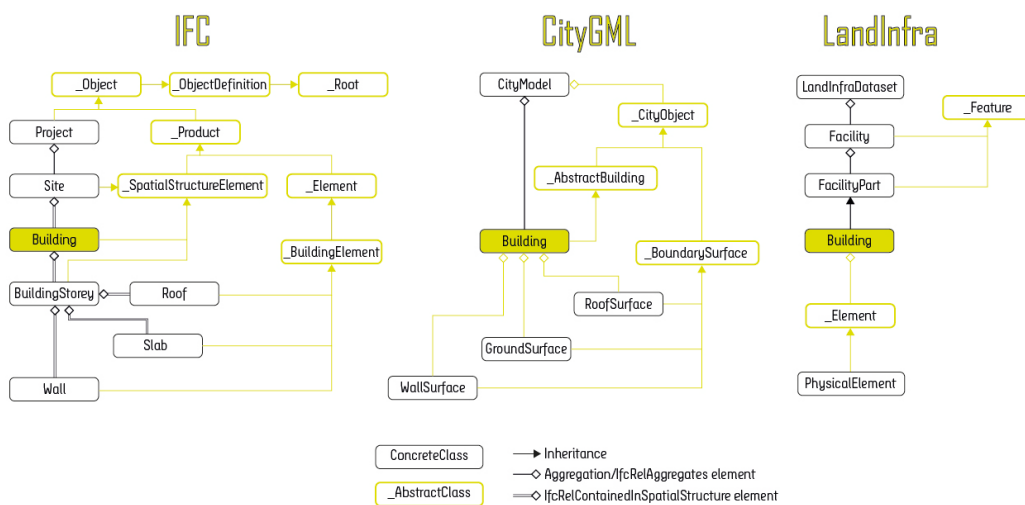 IFC
CityGML
LandInfra
_Object
_ObjectDefinition
_Root
Project
_Product
Site
_SpatialStructureElement
_Element
Building
_BuildingElement
BuildingStorey
Roof
Slab
Wall
CityModel
_CityObject
_AbstractBuilding
Building
_BoundarySurface
RoofSurface
GroundSurface
WallSurface
LandInfraDataset
_Feature
Facility
FacilityPart
Building
_Element
PhysicalElement
ConcreteClass
_AbstractClass
Inheritance
Aggregation/IfcRelAggregates element
IfcRelContainedInSpatialStructure element